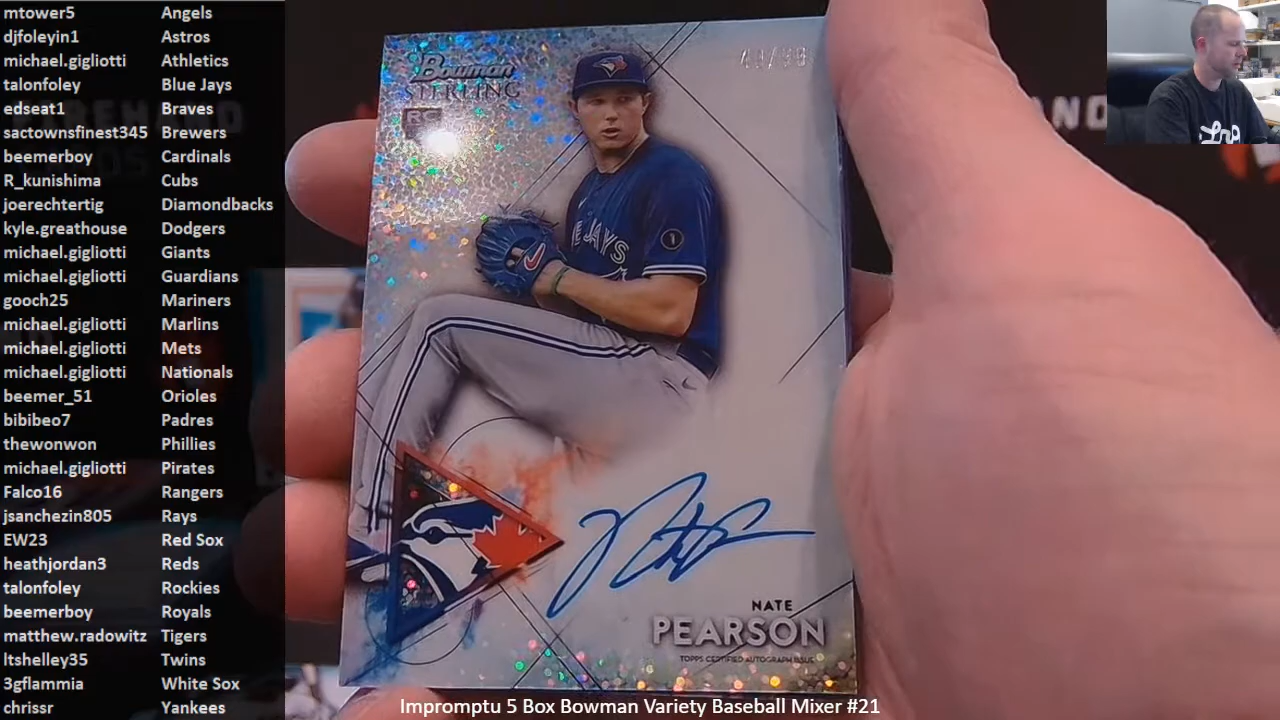 mtower5 Angels
djfoleyin1 Astros
michael.gigliotti Athletics
talonfoley Blue Jays
edseat1 Braves
sactownsfinest345 Brewers
beemerboy Cardinals
R_kunishima Cubs
joerechtertig Diamondbacks
kyle.greathouse Dodgers
michael.gigliotti Giants
michael.gigliotti Guardians
gooch25 Mariners
michael.gigliotti Marlins
michael.gigliotti Mets
michael.gigliotti Nationals
beemer_51 Orioles
bibibeo7 Padres
thewonwon Phillies
michael.gigliotti Pirates
Falco16 Rangers
jsanchezin805 Rays
EW23 Red Sox
heathjordan3 Reds
talonfoley Rockies
beemerboy Royals
matthew.radowitz Tigers
ltshelley35 Twins
3gflammia White Sox
chrissr Yankees
Bowman
STERLING
RC
EJAYS
1
NATE
PEARSON
TOPPS CERTIFIED AUTOGRAPH ISSUE
Impromptu 5 Box Bowman Variety Baseball Mixer #21